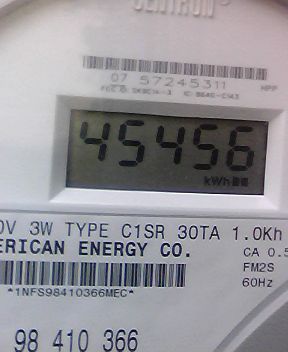 CENTRON®
07 57245311
45456
kWh
0V 3W TYPE C1SR 30TA 1.0Kh
ERICAN ENERGY CO.
CA 0.5
FM2S
60Hz
*1NFS98410366MEC*
98 410 366